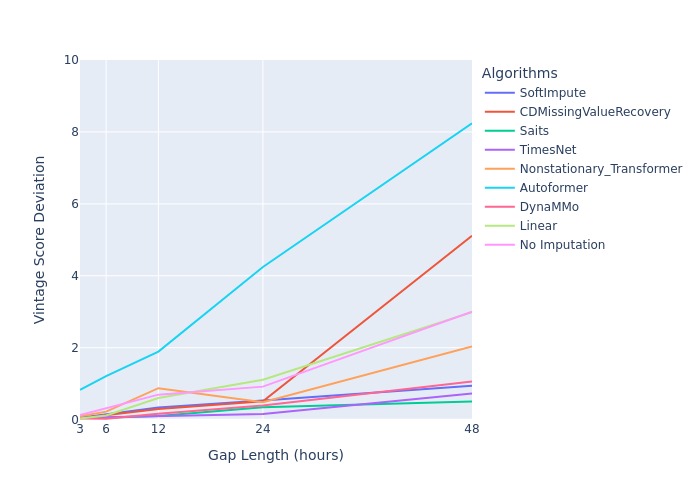 10
8
6
4
2
0
3
6
12
24
48
Gap Length (hours)
Vintage Score Deviation
Algorithms
SoftImpute
CDMissingValueRecovery
Saits
TimesNet
Nonstationary_Transformer
Autoformer
DynaMMo
Linear
No Imputation